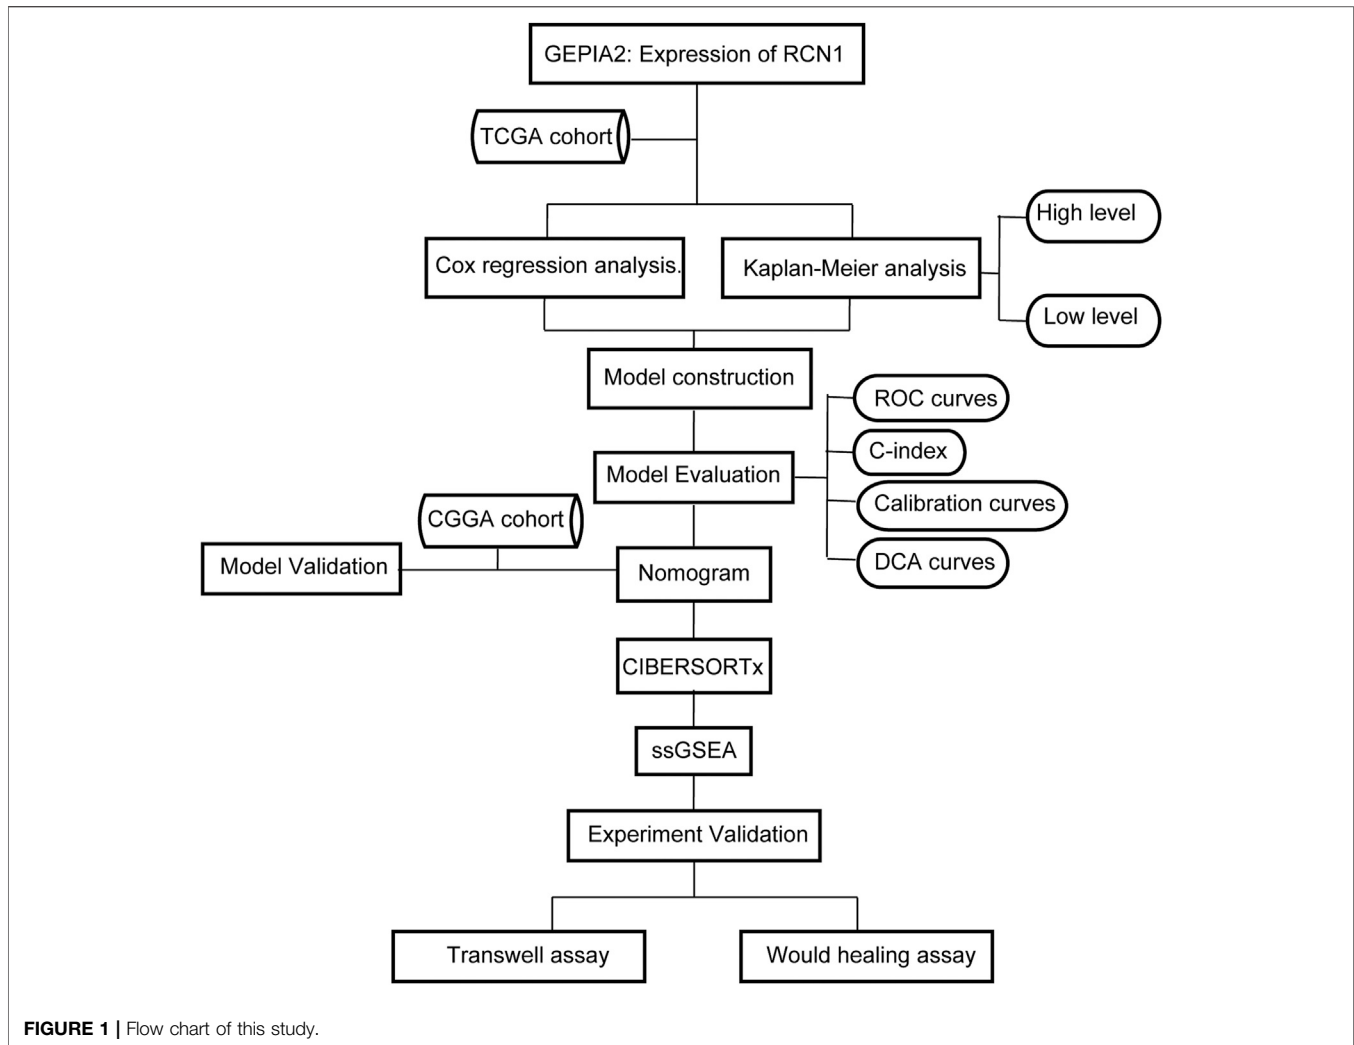 GEPIA2: Expression of RCN1
TCGA cohort
High level
Cox regression analysis.
Kaplan-Meier analysis
Low level
Model construction
ROC curves
C-index
Model Evaluation
Calibration curves
CGGA cohort
DCA curves
Model Validation
Nomogram
CIBERSORTx
ssGSEA
Experiment Validation
Transwell assay
Would healing assay
FIGURE 1 | Flow chart of this study.